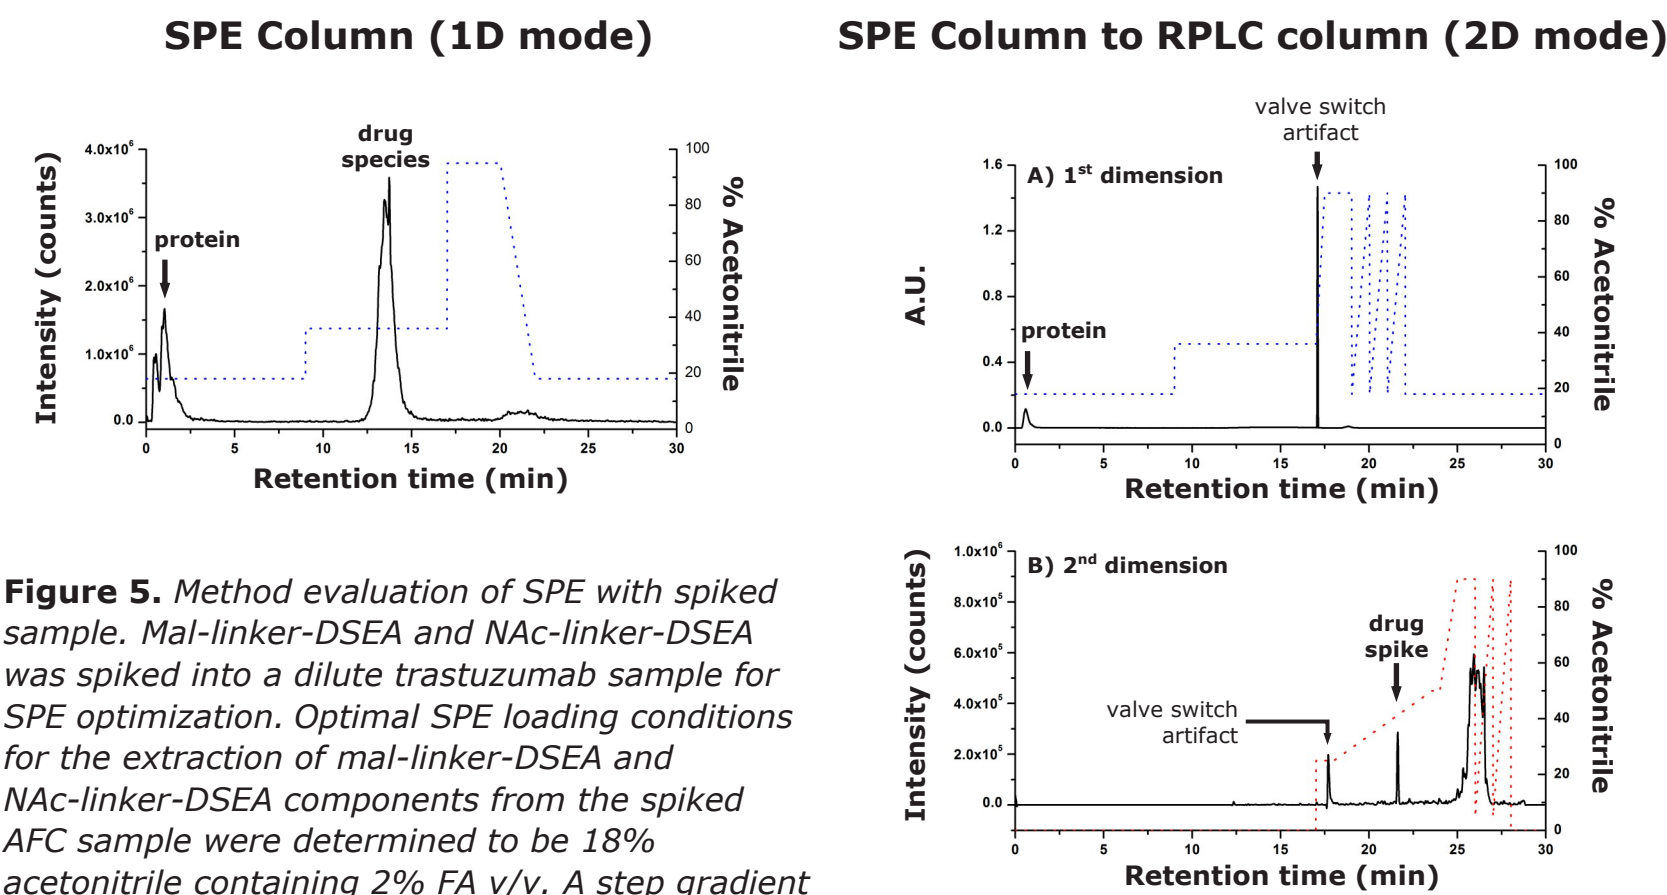 SPE Column (1D mode)
SPE Column to RPLC column (2D mode)
drug
species
protein
4.0x10⁶
3.0x10⁶
2.0x10⁶
1.0x10⁶
0.0
Intensity (counts)
100
80
60
40
20
0
% Acetonitrile
0 5 10 15 20 25 30
Retention time (min)
valve switch
artifact
A) 1st dimension
protein
1.6
1.2
0.8
0.4
0.0
A.U.
100
80
60
40
20
0
% Acetonitrile
0 5 10 15 20 25 30
Retention time (min)
B) 2nd dimension
drug
spike
valve switch
artifact
1.0x10⁶
8.0x10⁵
6.0x10⁵
4.0x10⁵
2.0x10⁵
0.0
Intensity (counts)
100
80
60
40
20
0
% Acetonitrile
0 5 10 15 20 25 30
Retention time (min)
Figure 5. Method evaluation of SPE with spiked
sample. Mal-linker-DSEA and NAc-linker-DSEA
was spiked into a dilute trastuzumab sample for
SPE optimization. Optimal SPE loading conditions
for the extraction of mal-linker-DSEA and
NAc-linker-DSEA components from the spiked
AFC sample were determined to be 18%
acetonitrile containing 2% FA v/v. A step gradient